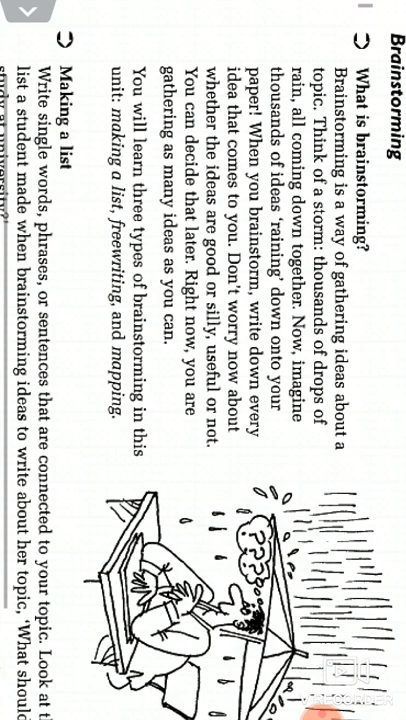 Brainstorming
What is brainstorming?
Brainstorming is a way of gathering ideas about a
topic. Think of a storm: thousands of drops of
rain, all coming down together. Now, imagine
thousands of ideas 'raining' down onto your
paper! When you brainstorm, write down every
idea that comes to you. Don't worry now about
whether the ideas are good or silly, useful or not.
You can decide that later. Right now, you are
gathering as many ideas as you can.
You will learn three types of brainstorming in this
unit: making a list, freewriting, and mapping.
Making a list
Write single words, phrases, or sentences that are connected to your topic. Look at
list a student made when brainstorming ideas to write about her topic, 'What should
study at university?'
???
VIDEORECORDER